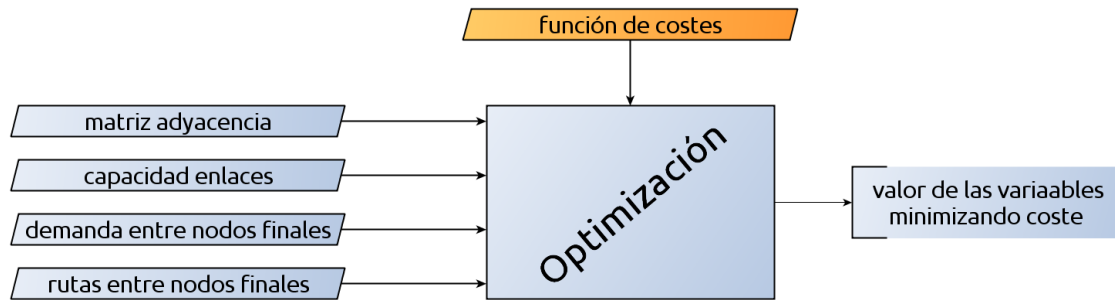 función de costes
matriz adyacencia
capacidad enlaces
demanda entre nodos finales
rutas entre nodos finales
Optimización
valor de las variaables
minimizando coste